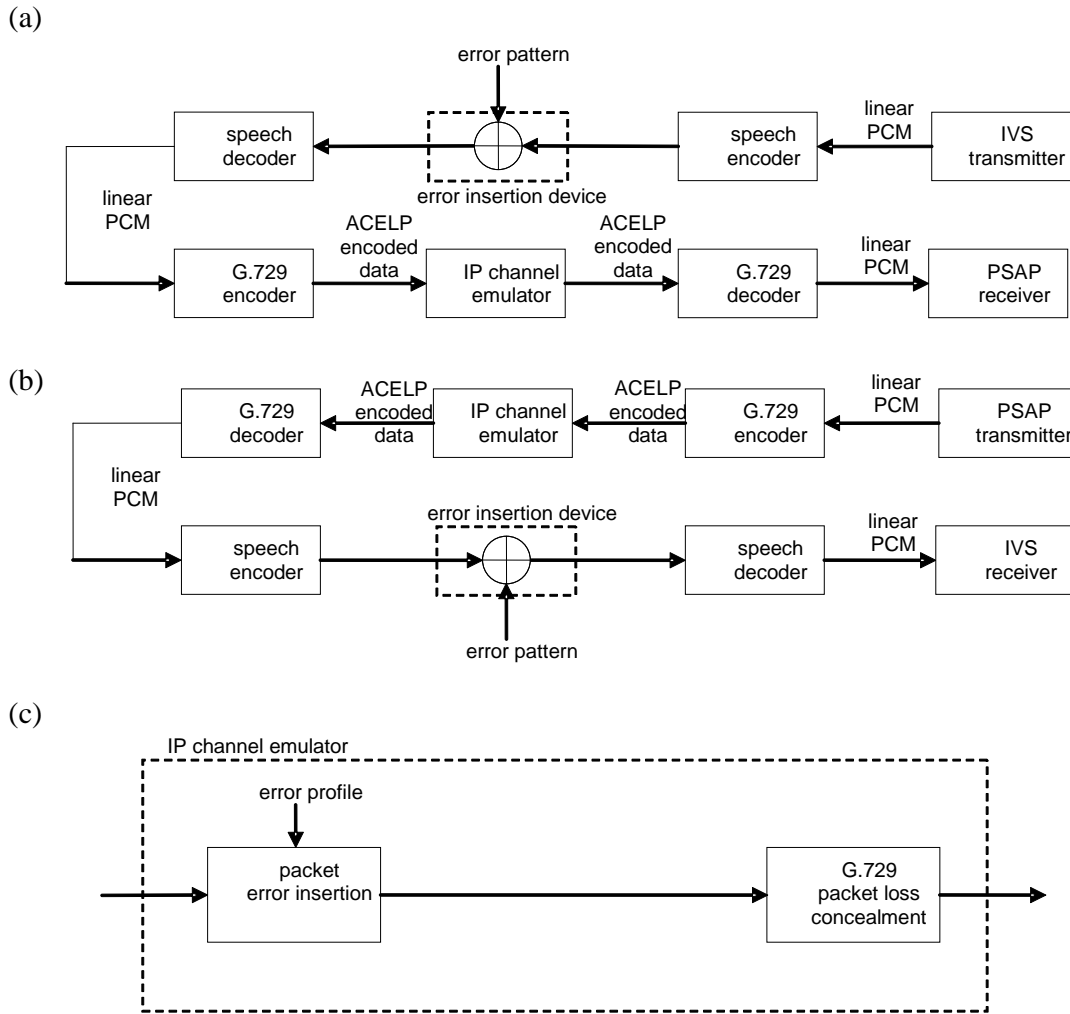 (a)
error pattern
speech
decoder
speech
encoder
linear
PCM
IVS
transmitter
error insertion device
linear
PCM
G.729
encoder
ACELP
encoded
data
IP channel
emulator
ACELP
encoded
data
G.729
decoder
linear
PCM
PSAP
receiver
(b)
G.729
decoder
ACELP
encoded
data
IP channel
emulator
ACELP
encoded
data
G.729
encoder
linear
PCM
PSAP
transmitter
linear
PCM
error insertion device
speech
encoder
speech
decoder
linear
PCM
IVS
receiver
error pattern
(c)
IP channel emulator
error profile
packet
error insertion
G.729
packet loss
concealment